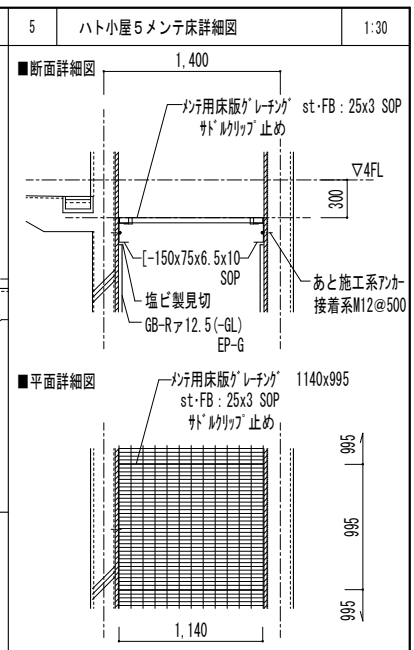 5 ハト小屋5メンテ床詳細図 1:30
■断面詳細図
1,400
メンテ用床版グレーチング st・FB：25x3 SOP
サドルクリップ止め
▽4FL
300
[-150x75x6.5x10
SOP
塩ビ製見切
GB-Rァ12.5(-GL)
EP-G
あと施工系アンカー
接着系M12@500
■平面詳細図
メンテ用床版グレーチング 1140x995
st・FB：25x3 SOP
サドルクリップ止め
995
995
995
1,140